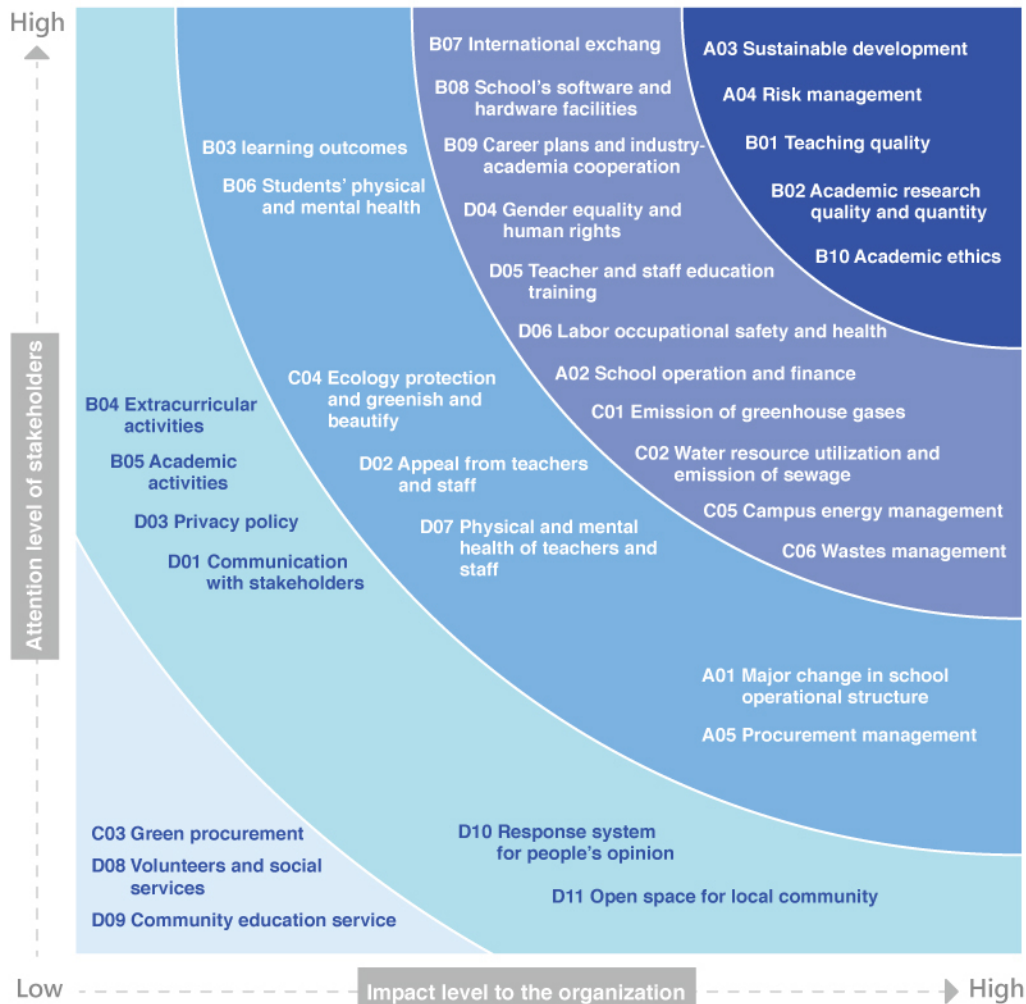 High
Attention level of stakeholders
B07 International exchang
B08 School's software and
hardware facilities
B09 Career plans and industry-
academia cooperation
D04 Gender equality and
human rights
D05 Teacher and staff education
training
D06 Labor occupational safety and health
A02 School operation and finance
C01 Emission of greenhouse gases
C02 Water resource utilization and
emission of sewage
C05 Campus energy management
C06 Wastes management
A03 Sustainable development
A04 Risk management
B01 Teaching quality
B02 Academic research
quality and quantity
B10 Academic ethics
B03 learning outcomes
B06 Students' physical
and mental health
C04 Ecology protection
and greenish and
beautify
D02 Appeal from teachers
and staff
D07 Physical and mental
health of teachers and
staff
A01 Major change in school
operational structure
A05 Procurement management
B04 Extracurricular
activities
B05 Academic
activities
D03 Privacy policy
D01 Communication
with stakeholders
D10 Response system
for people's opinion
D11 Open space for local community
C03 Green procurement
D08 Volunteers and social
services
D09 Community education service
Low
Impact level to the organization
High